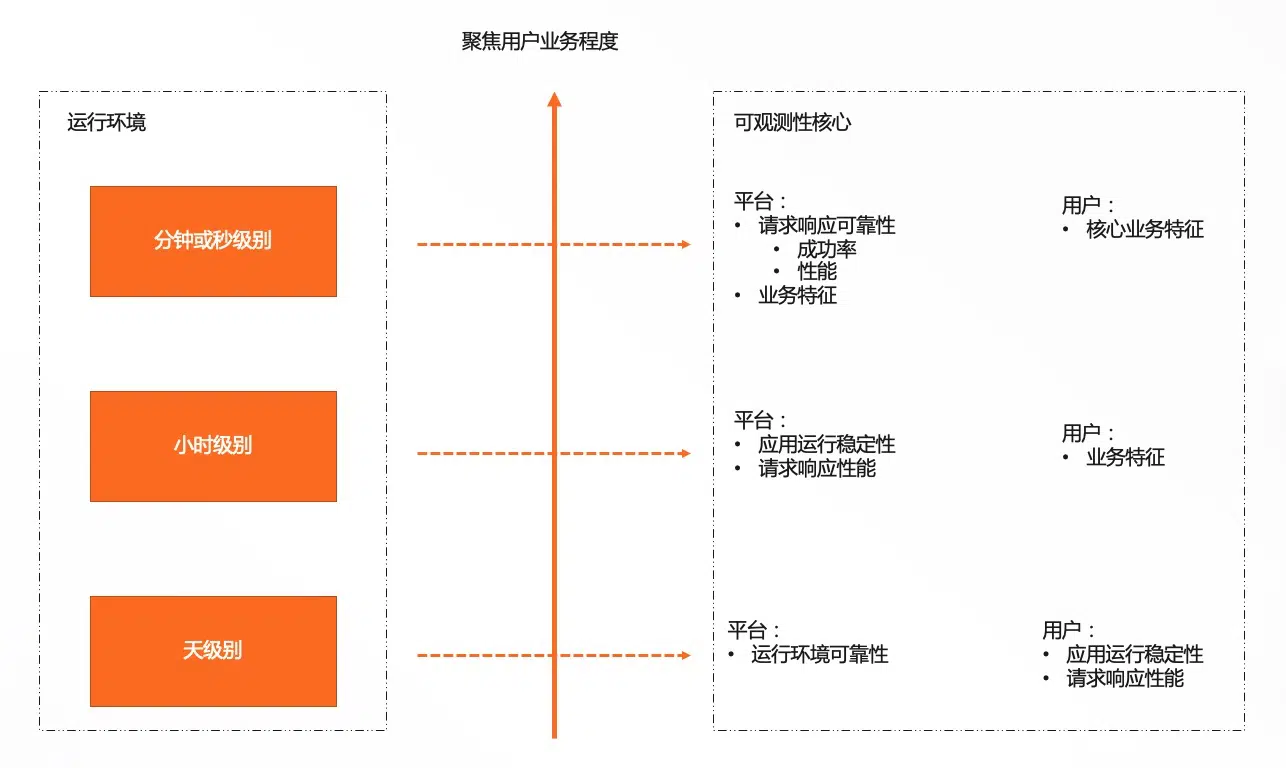 聚焦用户业务程度
运行环境
分钟或秒级别
小时级别
天级别
可观测性核心
平台：
• 请求响应可靠性
• 成功率
• 性能
• 业务特征
用户：
• 核心业务特征
平台：
• 应用运行稳定性
• 请求响应性能
用户：
• 业务特征
平台：
• 运行环境可靠性
用户：
• 应用运行稳定性
• 请求响应性能